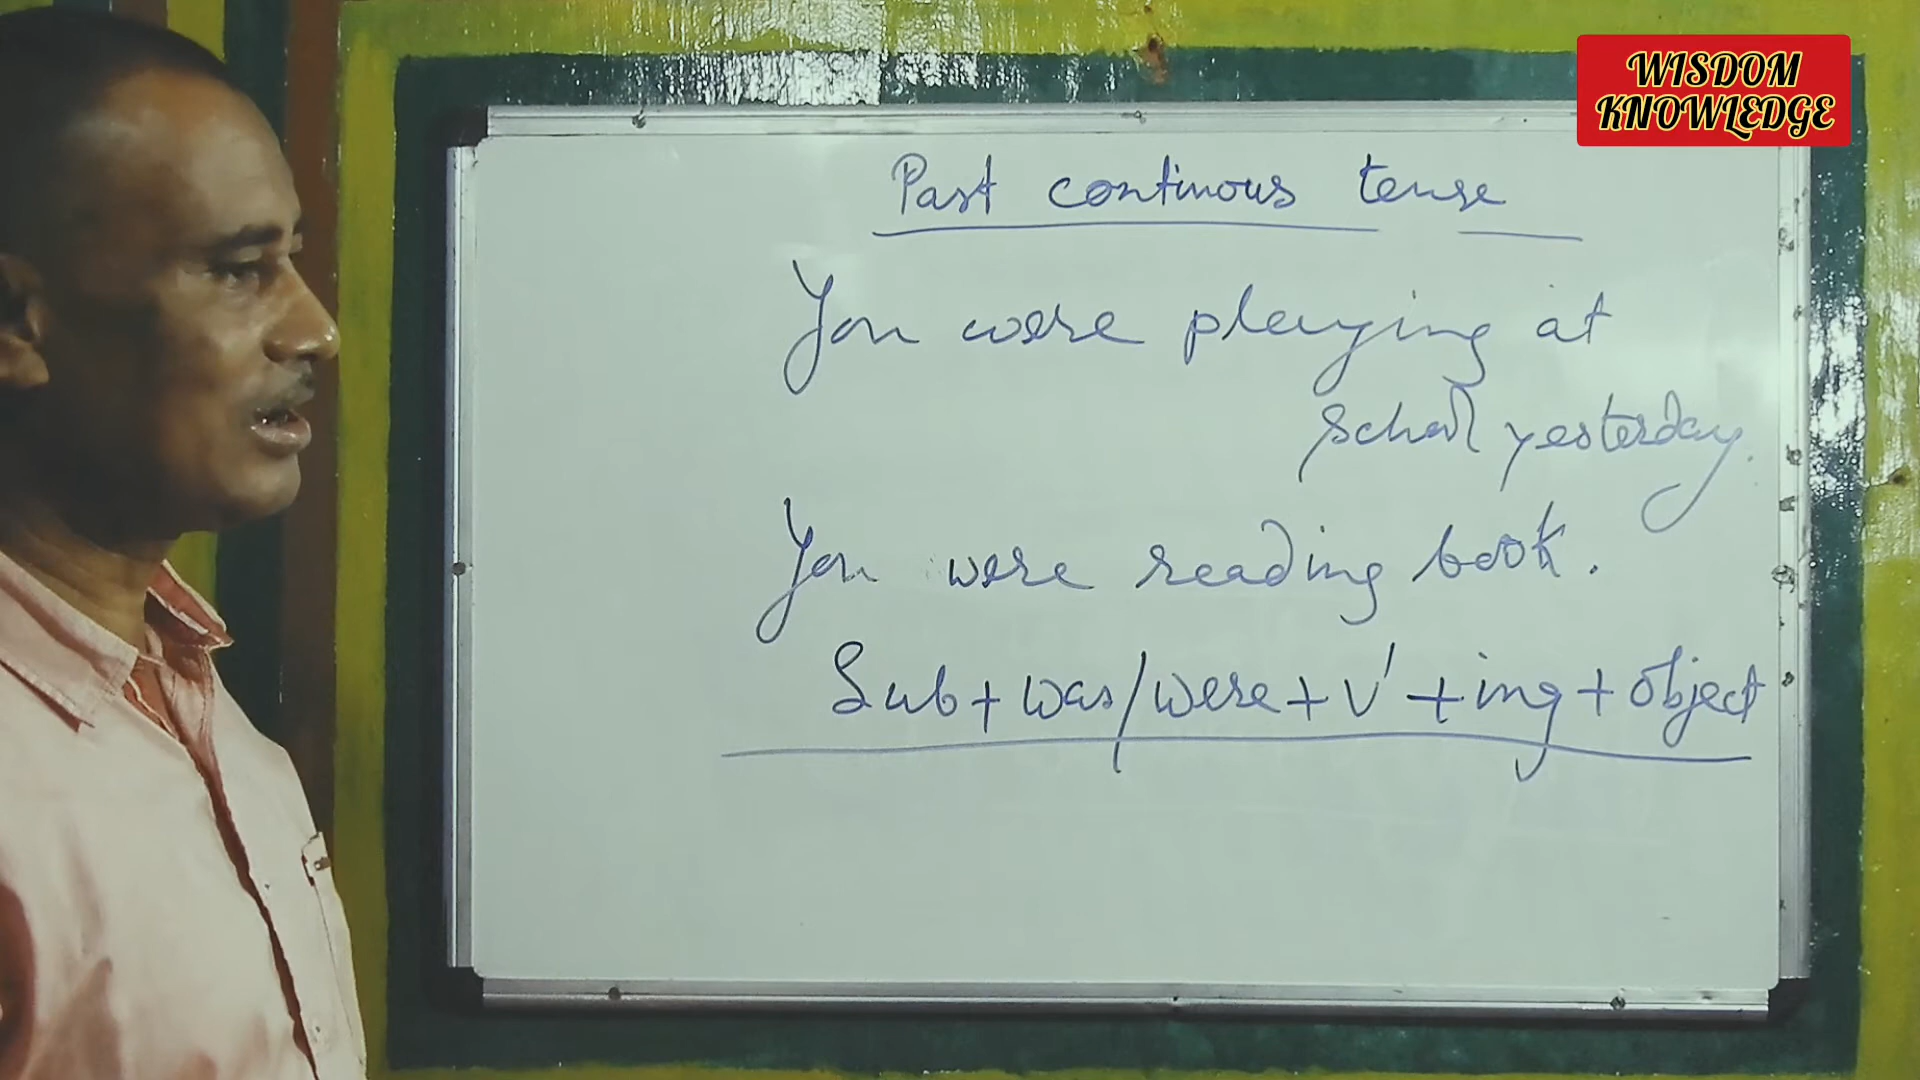 WISDOM
KNOWLEDGE
Past continous tense
You were playing at
school yesterday.
You were reading book.
Sub+was/were+V'+ing+object